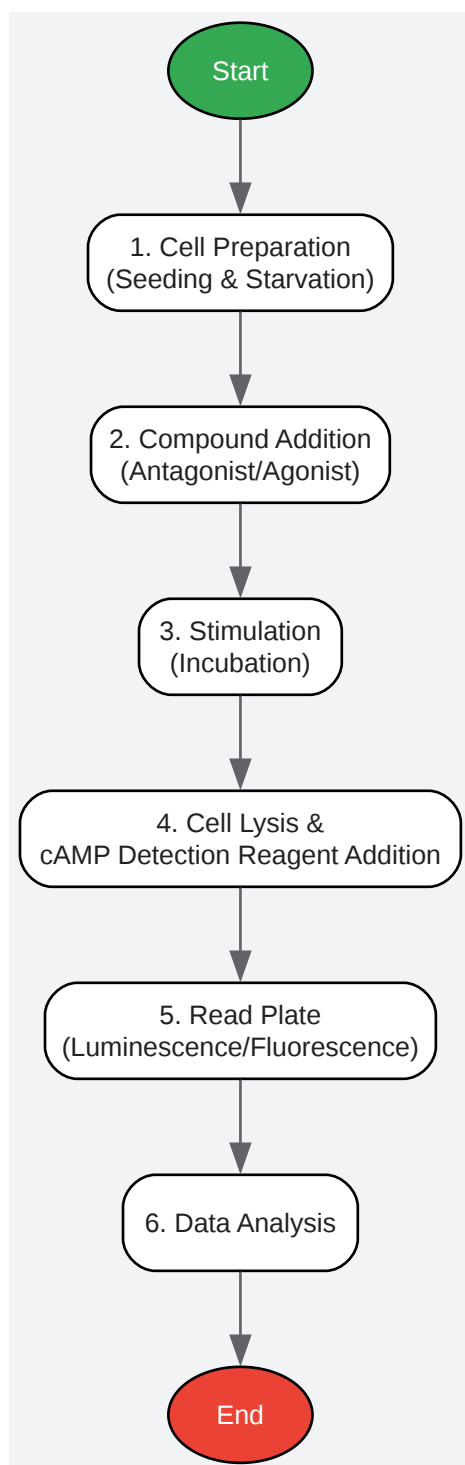 Start
1. Cell Preparation
(Seeding & Starvation)
2. Compound Addition
(Antagonist/Agonist)
3. Stimulation
(Incubation)
4. Cell Lysis &
cAMP Detection Reagent Addition
5. Read Plate
(Luminescence/Fluorescence)
6. Data Analysis
End